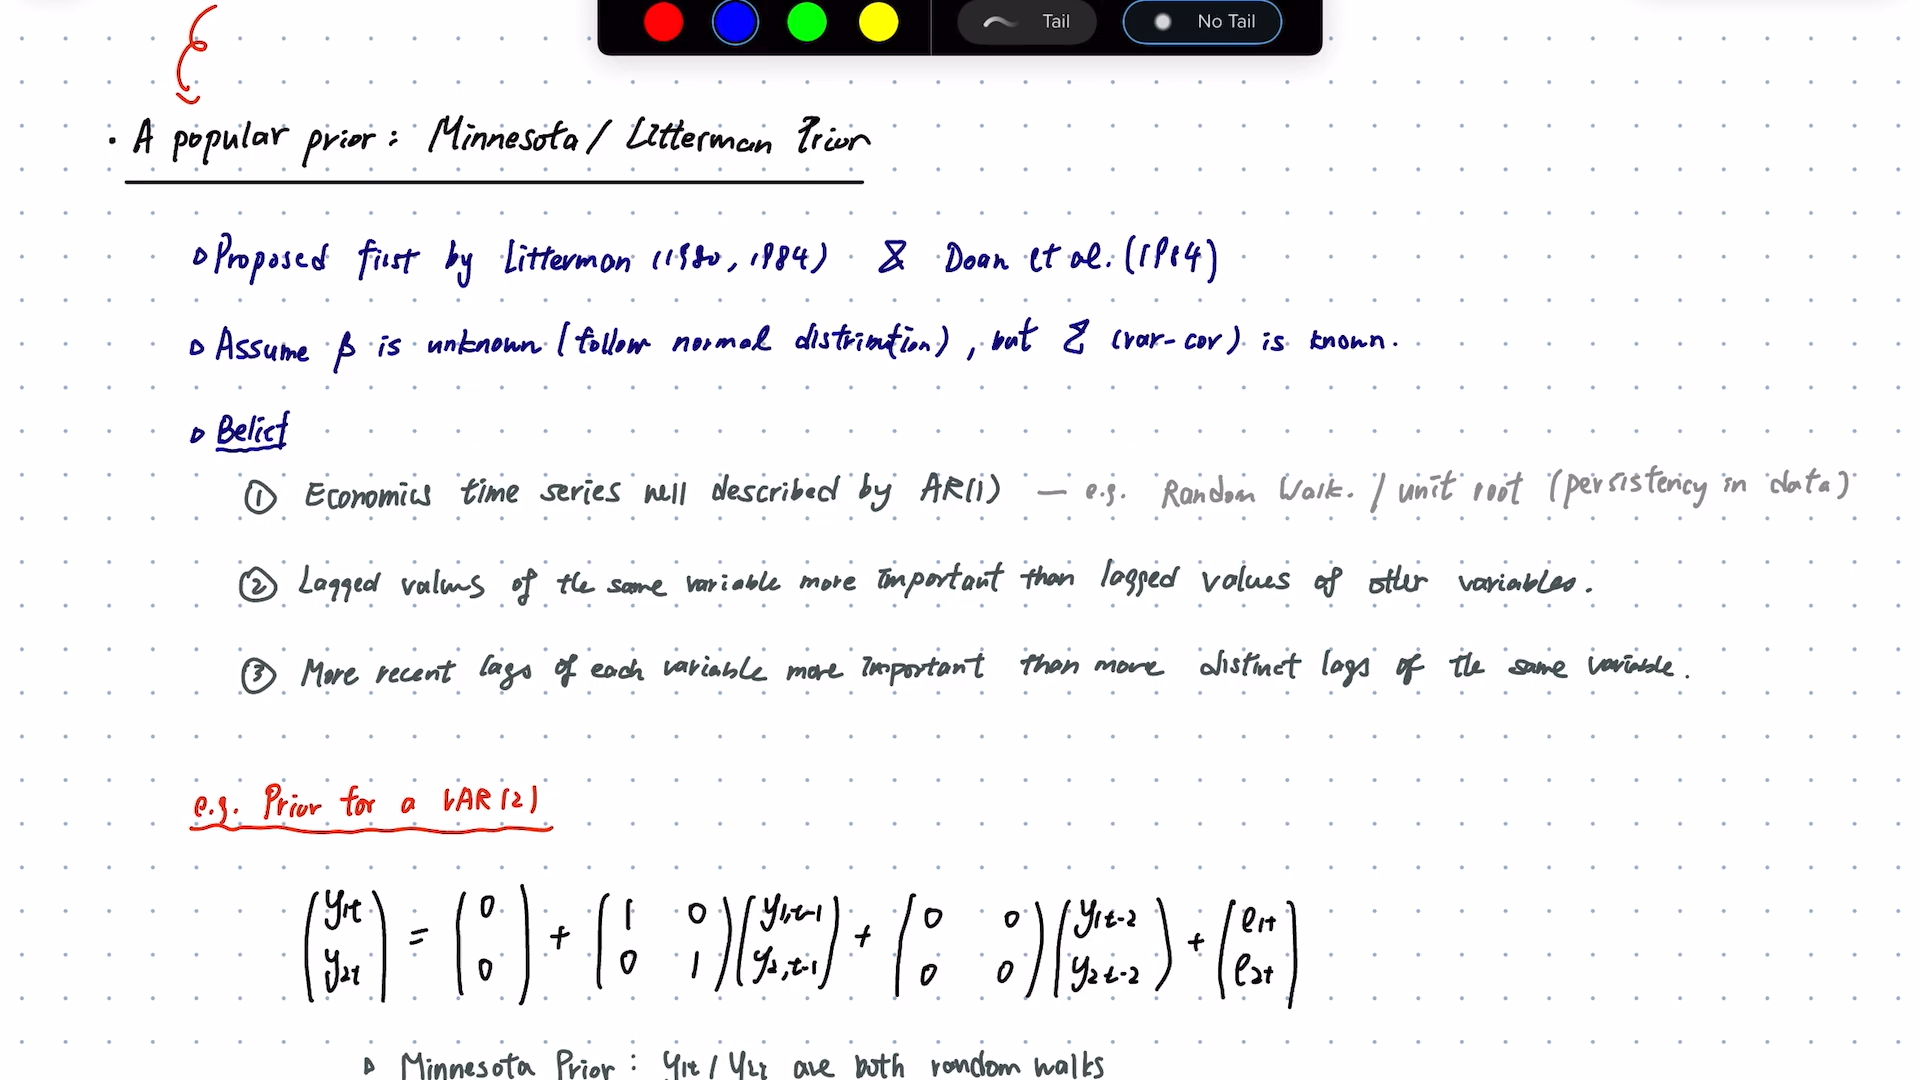 Tail No Tail
· A popular prior: Minnesota / Litterman Prior
▷ Proposed first by Litterman (1980, 1984) & Doan et al. (1984)
▷ Assume β is unknown (follow normal distribution), but Σ (var-cov) is known.
▷ Belief
① Economics time series well described by AR(1) — e.g. Random Walk. / unit root (persistency in data)
② Lagged values of the same variable more important than lagged values of other variables.
③ More recent lags of each variable more important than more distinct lags of the same variable.
e.g. Prior for a VAR(2)
(y1t y2t) = (0 0) + (1 0 0 1)(y1,t-1 y2,t-1) + (0 0 0 0)(y1t-2 y2t-2) + (e1t e2t)
▷ Minnesota Prior: y1t / y2t are both random walks